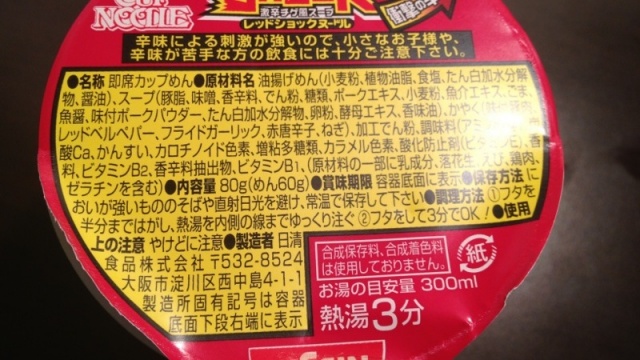 CUP
NOODLE
激辛チゲ風スープ
レッドショックヌードル
衝撃の
辛味による刺激が強いので、小さなお子様や、
辛味が苦手な方の飲食には十分ご注意下さい。
●名称 即席カップめん●原材料名 油揚げめん(小麦粉、植物油脂、食塩、たん白加水分解
物、醤油)、スープ(豚脂、味噌、香辛料、でん粉、糖類、ポークエキス、小麦粉、魚介エキス、ごま、
魚醤、味付ポークパウダー、たん白加水分解物、卵粉、酵母エキス、香味油)、かやく(味付豚肉、
レッドベルペパー、フライドガーリック、赤唐辛子、ねぎ)、加工でん粉、調味料(アミノ酸等)、
酸Ca、かんすい、カロチノイド色素、増粘多糖類、カラメル色素、酸化防止剤(ビタミンE)、香
料、ビタミンB2、香辛料抽出物、ビタミンB1、(原材料の一部に乳成分、落花生、えび、鶏肉、
ゼラチンを含む)●内容量 80g(めん60g)●賞味期限 容器底面に表示●保存方法 に
おいが強いもののそばや直射日光を避け、常温で保存して下さい●調理方法 ①フタを
半分まではがし、熱湯を内側の線までゆっくり注ぐ ②フタをして3分でOK!●使用
上の注意 やけどに注意●製造者 日清
食品株式会社 〒532-8524
大阪市淀川区西中島4-1-1
製造所固有記号は容器
底面下段右端に表示
合成保存料、合成着色料
は使用しておりません。
紙
お湯の目安量 300ml
熱湯3分